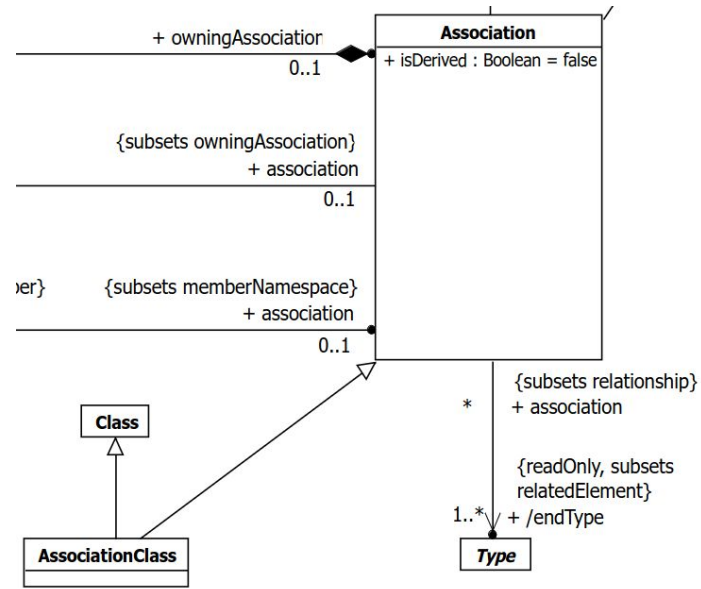 + owningAssociation
0..1
Association
+ isDerived : Boolean = false
{subsets owningAssociation}
+ association
0..1
ber}
{subsets memberNamespace}
+ association
0..1
Class
AssociationClass
{subsets relationship}
*
+ association
{readOnly, subsets
relatedElement}
1..*
+ /endType
Type